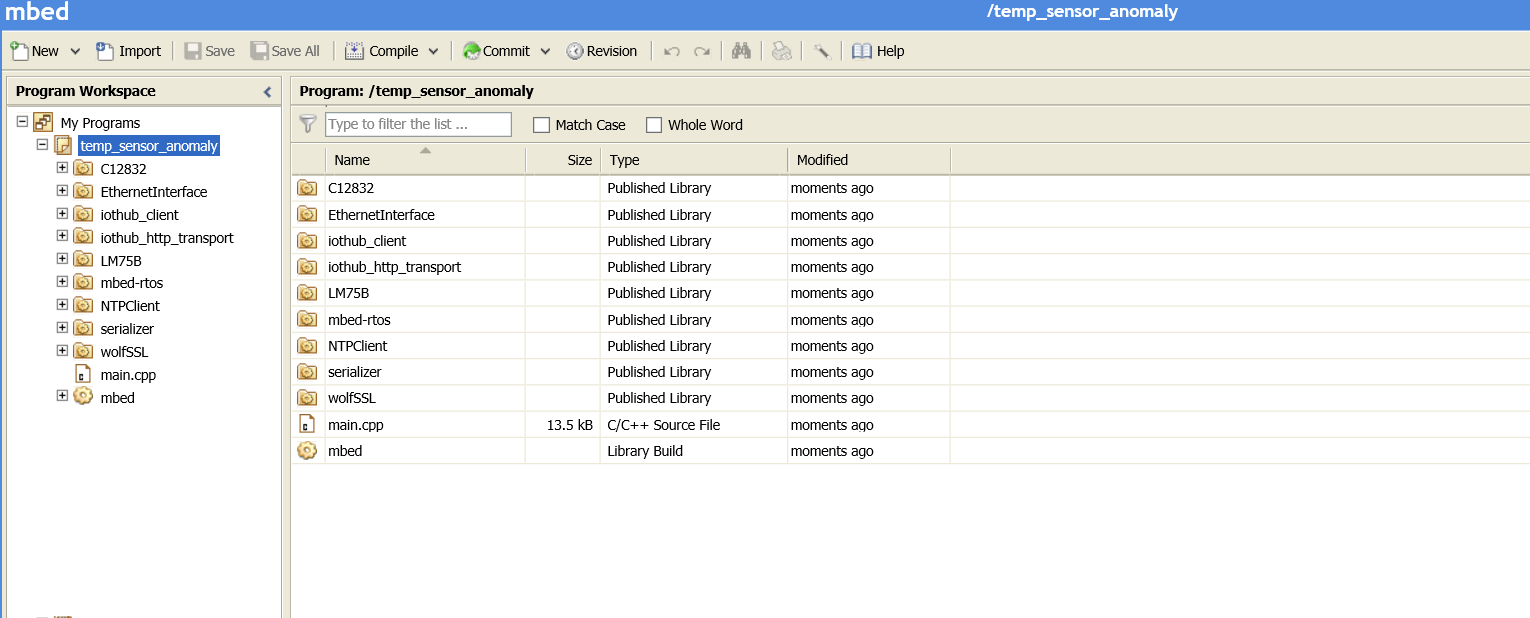 mbed
/temp_sensor_anomaly
New Import Save Save All Compile Commit Revision Help
Program Workspace
My Programs
temp_sensor_anomaly
C12832
EthernetInterface
iothub_client
iothub_http_transport
LM75B
mbed-rtos
NTPClient
serializer
wolfSSL
main.cpp
mbed
Program: /temp_sensor_anomaly
Type to filter the list ... Match Case Whole Word
Name Size Type Modified
C12832 Published Library moments ago
EthernetInterface Published Library moments ago
iothub_client Published Library moments ago
iothub_http_transport Published Library moments ago
LM75B Published Library moments ago
mbed-rtos Published Library moments ago
NTPClient Published Library moments ago
serializer Published Library moments ago
wolfSSL Published Library moments ago
main.cpp 13.5 kB C/C++ Source File moments ago
mbed Library Build moments ago